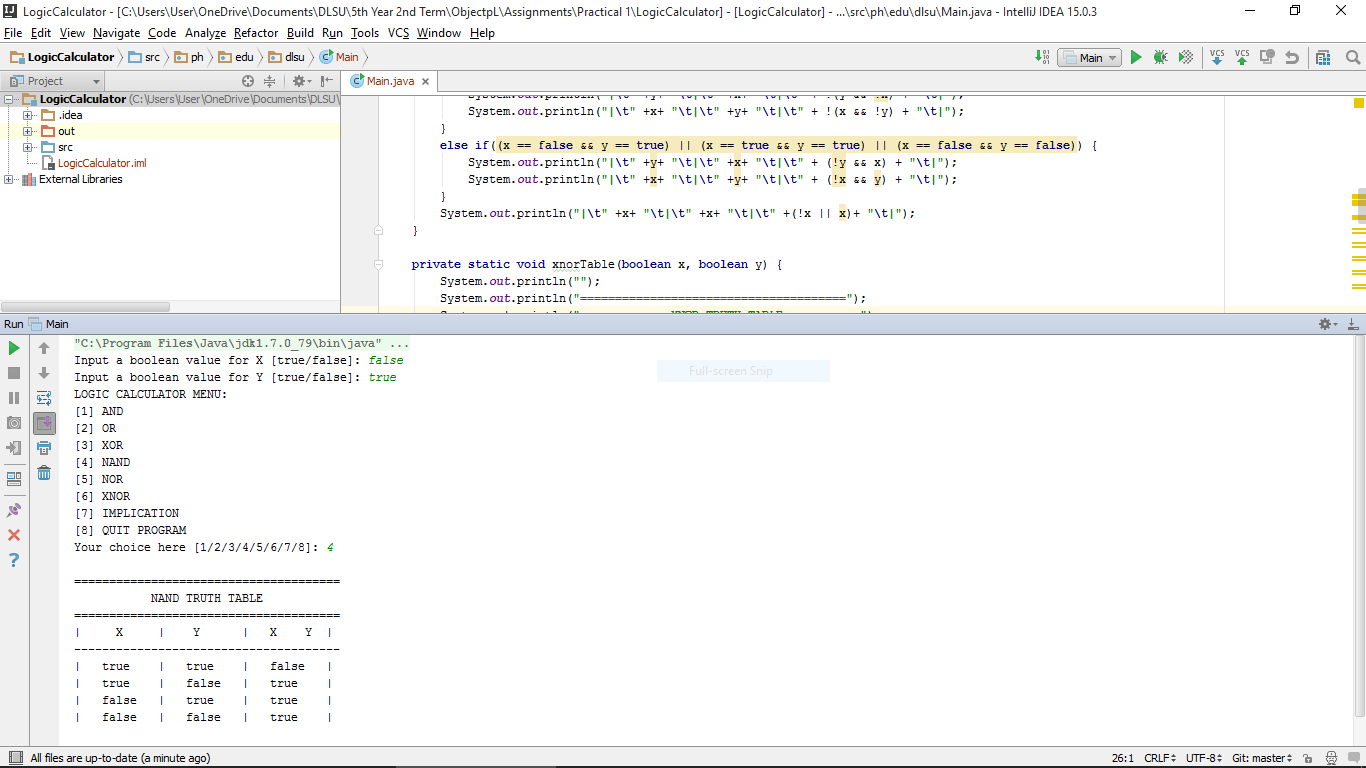 LogicCalculator - [C:\Users\User\OneDrive\Documents\DLSU\5th Year 2nd Term\ObjectpL\Assignments\Practical 1\LogicCalculator] - [LogicCalculator] - ...\src\ph\edu\dlsu\Main.java - IntelliJ IDEA 15.0.3
File Edit View Navigate Code Analyze Refactor Build Run Tools VCS Window Help
LogicCalculator src ph edu dlsu Main
Main
VCS VCS
Project
Main.java
LogicCalculator (C:\Users\User\OneDrive\Documents\DLSU\
.idea
out
src
LogicCalculator.iml
External Libraries
System.out.println("|\t" +x+ "\t|\t" +y+ "\t|\t" + !(x && !y) + "\t|");
}
else if((x == false && y == true) || (x == true && y == true) || (x == false && y == false)) {
System.out.println("|\t" +y+ "\t|\t" +x+ "\t|\t" + (!y && x) + "\t|");
System.out.println("|\t" +x+ "\t|\t" +y+ "\t|\t" + (!x && y) + "\t|");
}
System.out.println("|\t" +x+ "\t|\t" +x+ "\t|\t" +(!x || x)+ "\t|");
}
private static void xnorTable(boolean x, boolean y) {
System.out.println("");
System.out.println("======================================");
Run Main
"C:\Program Files\Java\jdk1.7.0_79\bin\java" ...
Input a boolean value for X [true/false]: false
Input a boolean value for Y [true/false]: true
Full-screen Snip
LOGIC CALCULATOR MENU:
[1] AND
[2] OR
[3] XOR
[4] NAND
[5] NOR
[6] XNOR
[7] IMPLICATION
[8] QUIT PROGRAM
Your choice here [1/2/3/4/5/6/7/8]: 4
======================================
NAND TRUTH TABLE
======================================
| X | Y | X Y |
--------------------------------------
| true | true | false |
| true | false | true |
| false | true | true |
| false | false | true |
All files are up-to-date (a minute ago)
26:1 CRLF UTF-8 Git: master